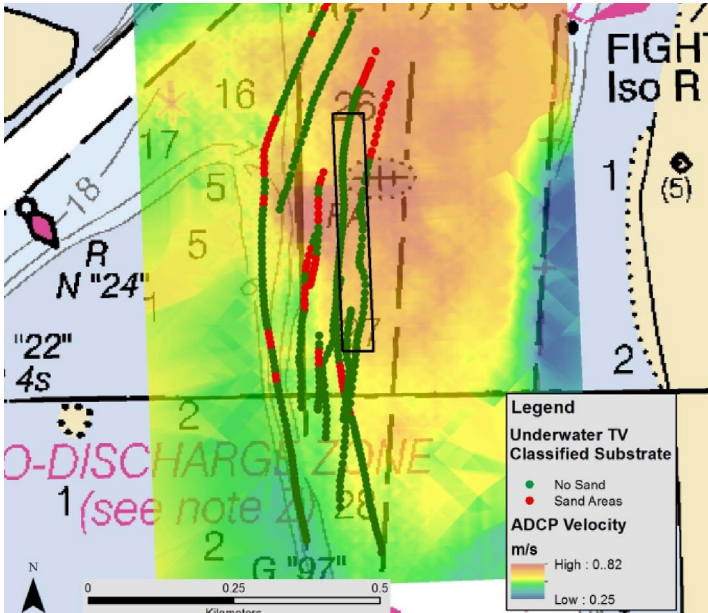 FIGHT
Iso R
16
26
17
1
(5)
18
5
5
R
N "24"
"22"
4s
2
2
O-DISCHARGE ZONE
1
(see note Z)
28
2
G "97"
Legend
Underwater TV
Classified Substrate
No Sand
Sand Areas
ADCP Velocity
m/s
High : 0..82
Low : 0.25
N
0
0.25
0.5
Kilometers